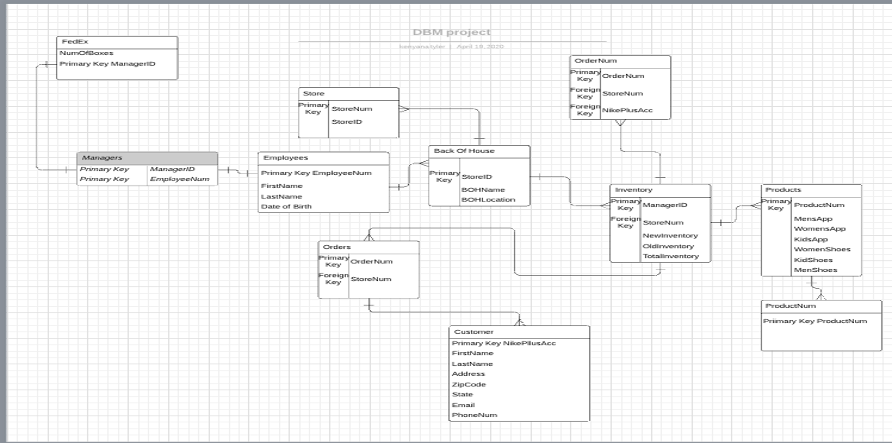 DBM project
kenyana tyler | April 19, 2020
FedEx
NumOfBoxes
Primary Key ManagerID
Store
Primary Key StoreNum
StoreID
OrderNum
Primary Key OrderNum
Foreign Key StoreNum
Foreign Key NikePlusAcc
Managers
Primary Key ManagerID
Primary Key EmployeeNum
Employees
Primary Key EmployeeNum
FirstName
LastName
Date of Birth
Back Of House
Primary Key StoreID
BOHName
BOHLocation
Inventory
Primary Key ManagerID
Foreign Key StoreNum
NewInventory
OldInventory
TotalInventory
Products
Primary Key ProductNum
MensApp
WomensApp
KidsApp
WomenShoes
KidShoes
MenShoes
Orders
Primary Key OrderNum
Foreign Key StoreNum
ProductNum
Priimary Key ProductNum
Customer
Primary Key NikePllusAcc
FirstName
LastName
Address
ZipCode
State
Email
PhoneNum